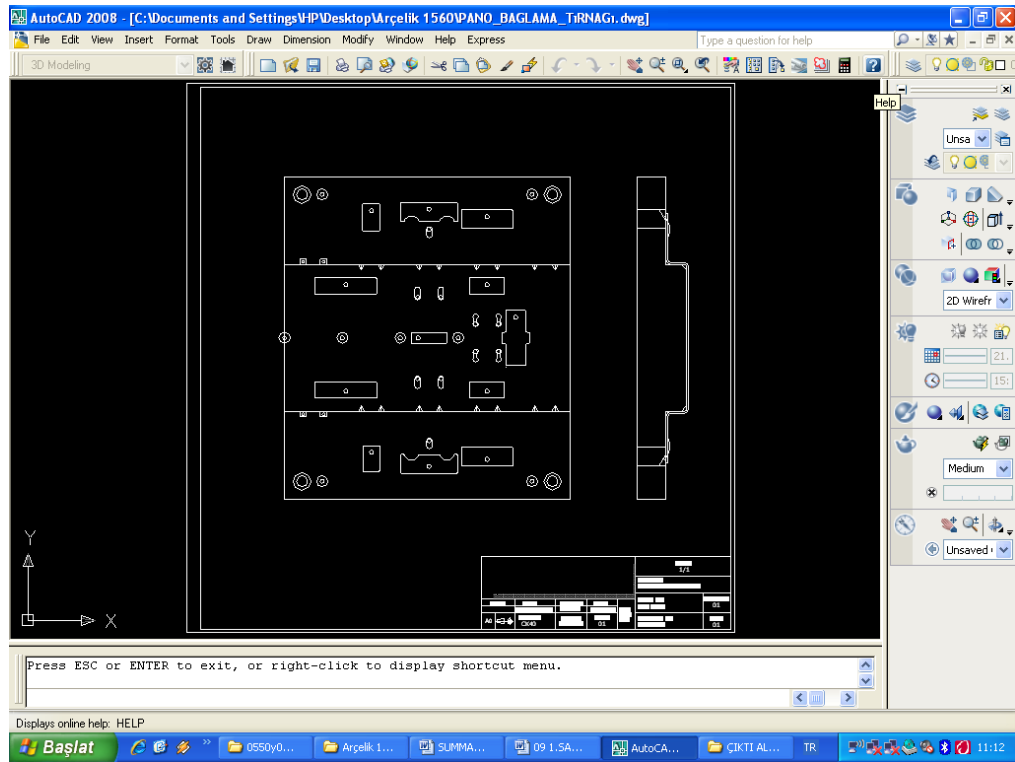 AutoCAD 2008 - [C:\Documents and Settings\HP\Desktop\Arçelik 1560\PANO_BAGLAMA_TıRNAGı.dwg]
File Edit View Insert Format Tools Draw Dimension Modify Window Help Express
Type a question for help
3D Modeling
Help
Unsa
2D Wirefr
21.
15:
Medium
Unsaved
Y
X
1/1
01
A0 CK40 01 01
Press ESC or ENTER to exit, or right-click to display shortcut menu.
Displays online help: HELP
Başlat
0550y0...
Arçelik 1...
SUMMA...
09 1.SA...
AutoCA...
ÇIKTI AL...
TR
11:12